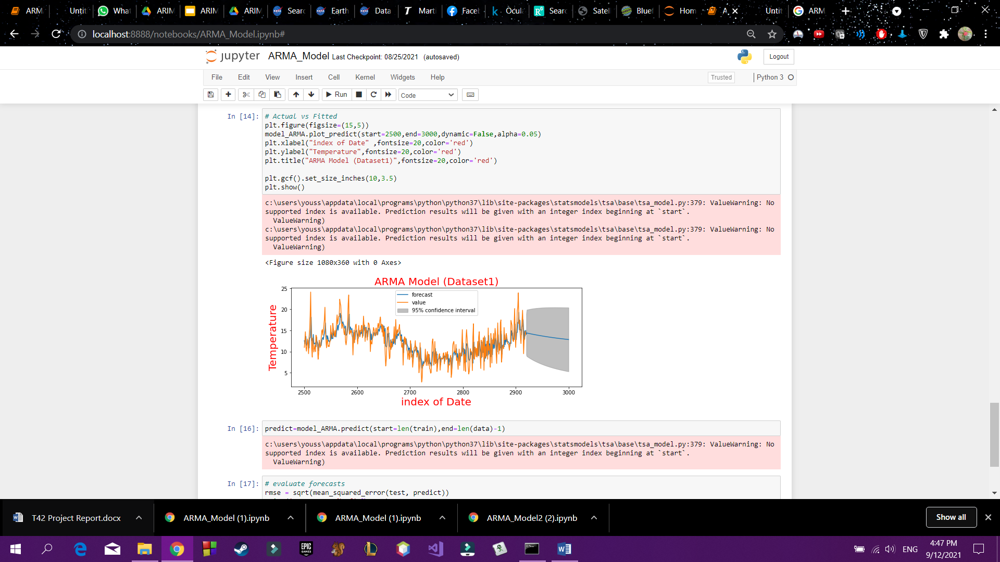 ARM
Untit
What
ARIM
ARIM
ARIM
Searc
Earth
Data
Marti
Faceb
Ocula
Searc
Satell
Bluef
Hom
A
Untit
ARM
localhost:8888/notebooks/ARMA_Model.ipynb#
jupyter ARMA_Model Last Checkpoint: 08/25/2021 (autosaved)
Logout
File Edit View Insert Cell Kernel Widgets Help
Trusted
Python 3
Run
Code
In [14]:
# Actual vs Fitted
plt.figure(figsize=(15,5))
model_ARMA.plot_predict(start=2500,end=3000,dynamic=False,alpha=0.05)
plt.xlabel("index of Date" ,fontsize=20,color='red')
plt.ylabel("Temperature",fontsize=20,color='red')
plt.title("ARMA Model (Dataset1)",fontsize=20,color='red')
plt.gcf().set_size_inches(10,3.5)
plt.show()
c:\users\youss\appdata\local\programs\python\python37\lib\site-packages\statsmodels\tsa\base\tsa_model.py:379: ValueWarning: No
supported index is available. Prediction results will be given with an integer index beginning at `start`.
ValueWarning)
c:\users\youss\appdata\local\programs\python\python37\lib\site-packages\statsmodels\tsa\base\tsa_model.py:379: ValueWarning: No
supported index is available. Prediction results will be given with an integer index beginning at `start`.
ValueWarning)
<Figure size 1080x360 with 0 Axes>
ARMA Model (Dataset1)
forecast
value
95% confidence interval
25
20
15
10
5
Temperature
2500 2600 2700 2800 2900 3000
index of Date
In [16]:
predict=model_ARMA.predict(start=len(train),end=len(data)-1)
c:\users\youss\appdata\local\programs\python\python37\lib\site-packages\statsmodels\tsa\base\tsa_model.py:379: ValueWarning: No
supported index is available. Prediction results will be given with an integer index beginning at `start`.
ValueWarning)
In [17]:
# evaluate forecasts
rmse = sqrt(mean_squared_error(test, predict))
T42 Project Report.docx
ARMA_Model (1).ipynb
ARMA_Model (1).ipynb
ARMA_Model2 (2).ipynb
Show all
EPIC
GAMES
ENG
4:47 PM
9/12/2021